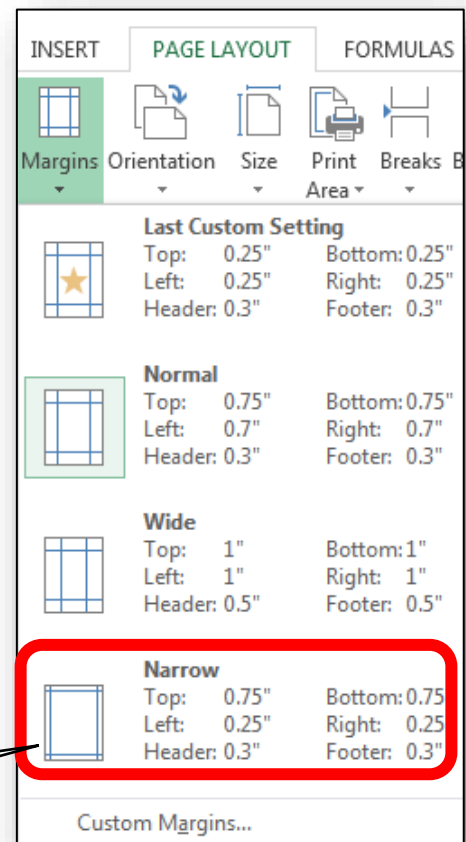 INSERT PAGE LAYOUT FORMULAS
Margins Orientation Size Print Breaks B
Area
Last Custom Setting
Top: 0.25" Bottom: 0.25"
Left: 0.25" Right: 0.25"
Header: 0.3" Footer: 0.3"
Normal
Top: 0.75" Bottom: 0.75"
Left: 0.7" Right: 0.7"
Header: 0.3" Footer: 0.3"
Wide
Top: 1" Bottom: 1"
Left: 1" Right: 1"
Header: 0.5" Footer: 0.5"
Narrow
Top: 0.75" Bottom: 0.75
Left: 0.25" Right: 0.25
Header: 0.3" Footer: 0.3"
Custom Margins...